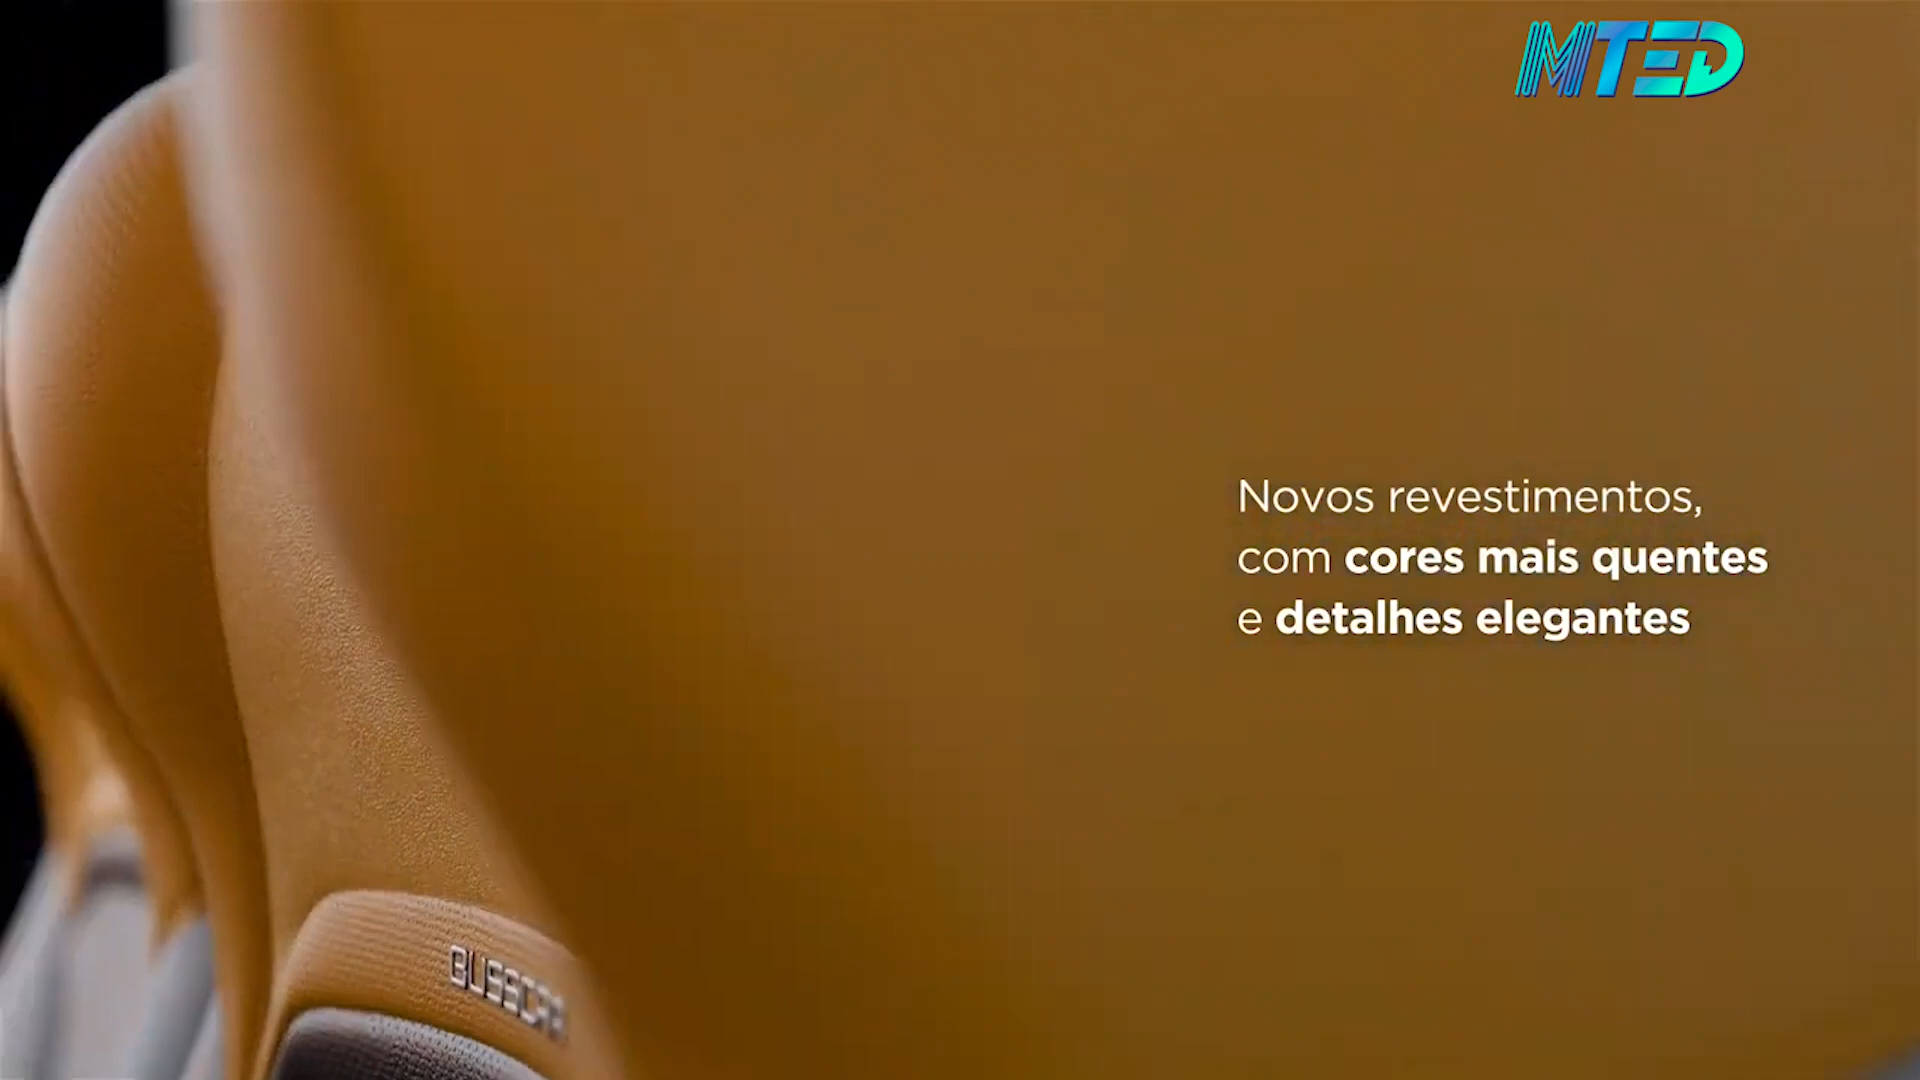 MTED
Novos revestimentos,
com cores mais quentes
e detalhes elegantes
BUSSCAR